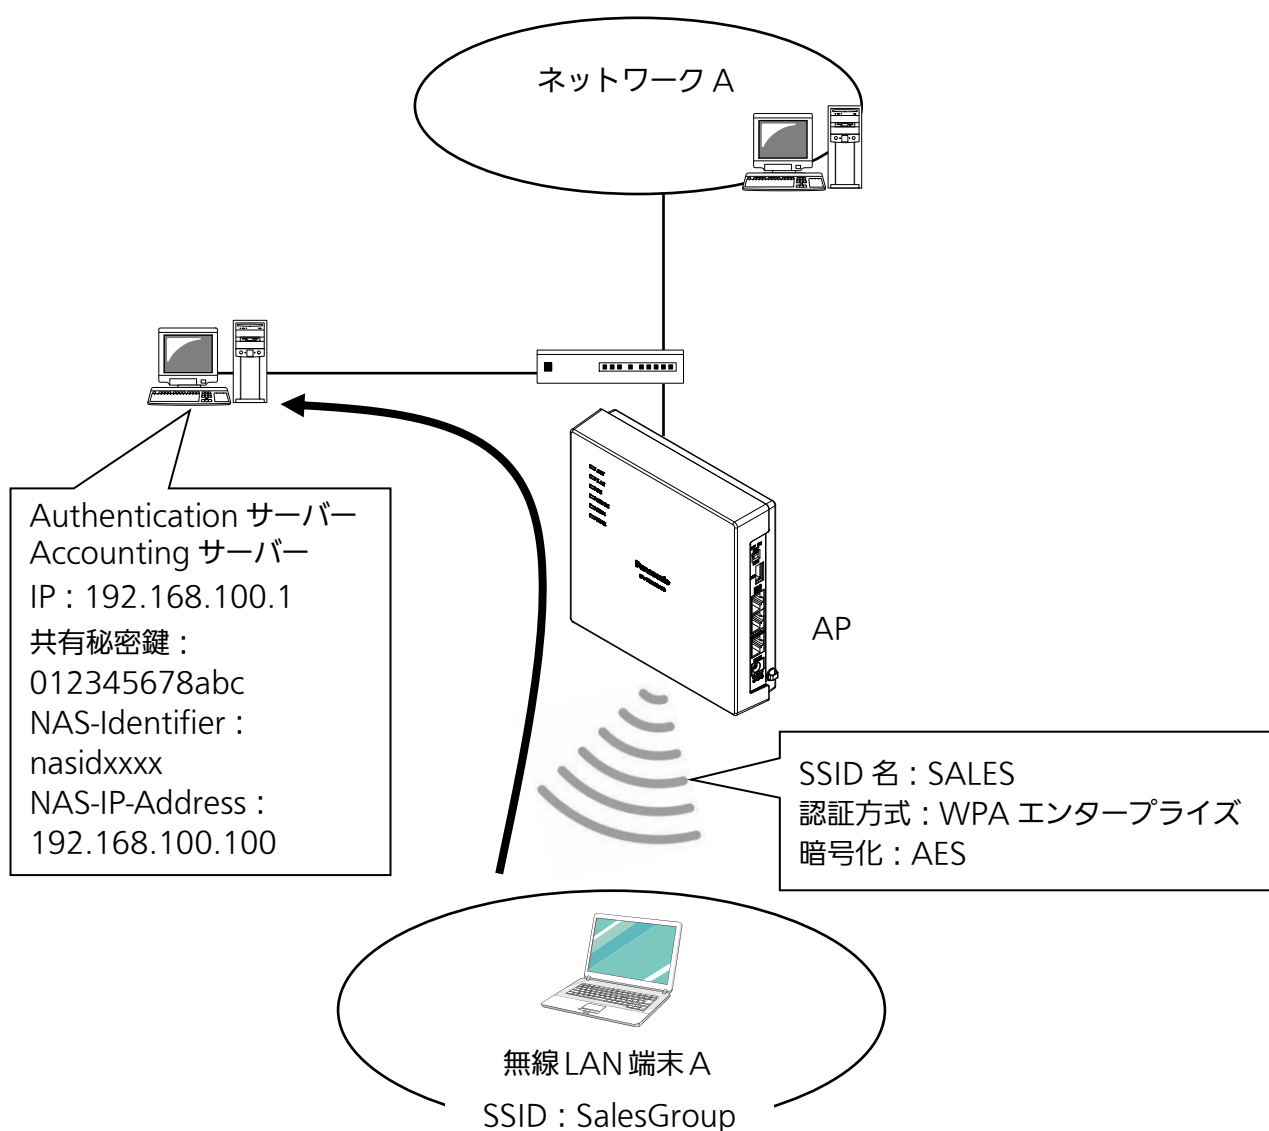 ネットワーク A
Authentication サーバー
Accounting サーバー
IP：192.168.100.1
共有秘密鍵：
012345678abc
NAS-Identifier：
nasidxxxx
NAS-IP-Address：
192.168.100.100
Panasonic
AP
SSID 名：SALES
認証方式：WPA エンタープライズ
暗号化：AES
無線 LAN 端末 A
SSID：SalesGroup